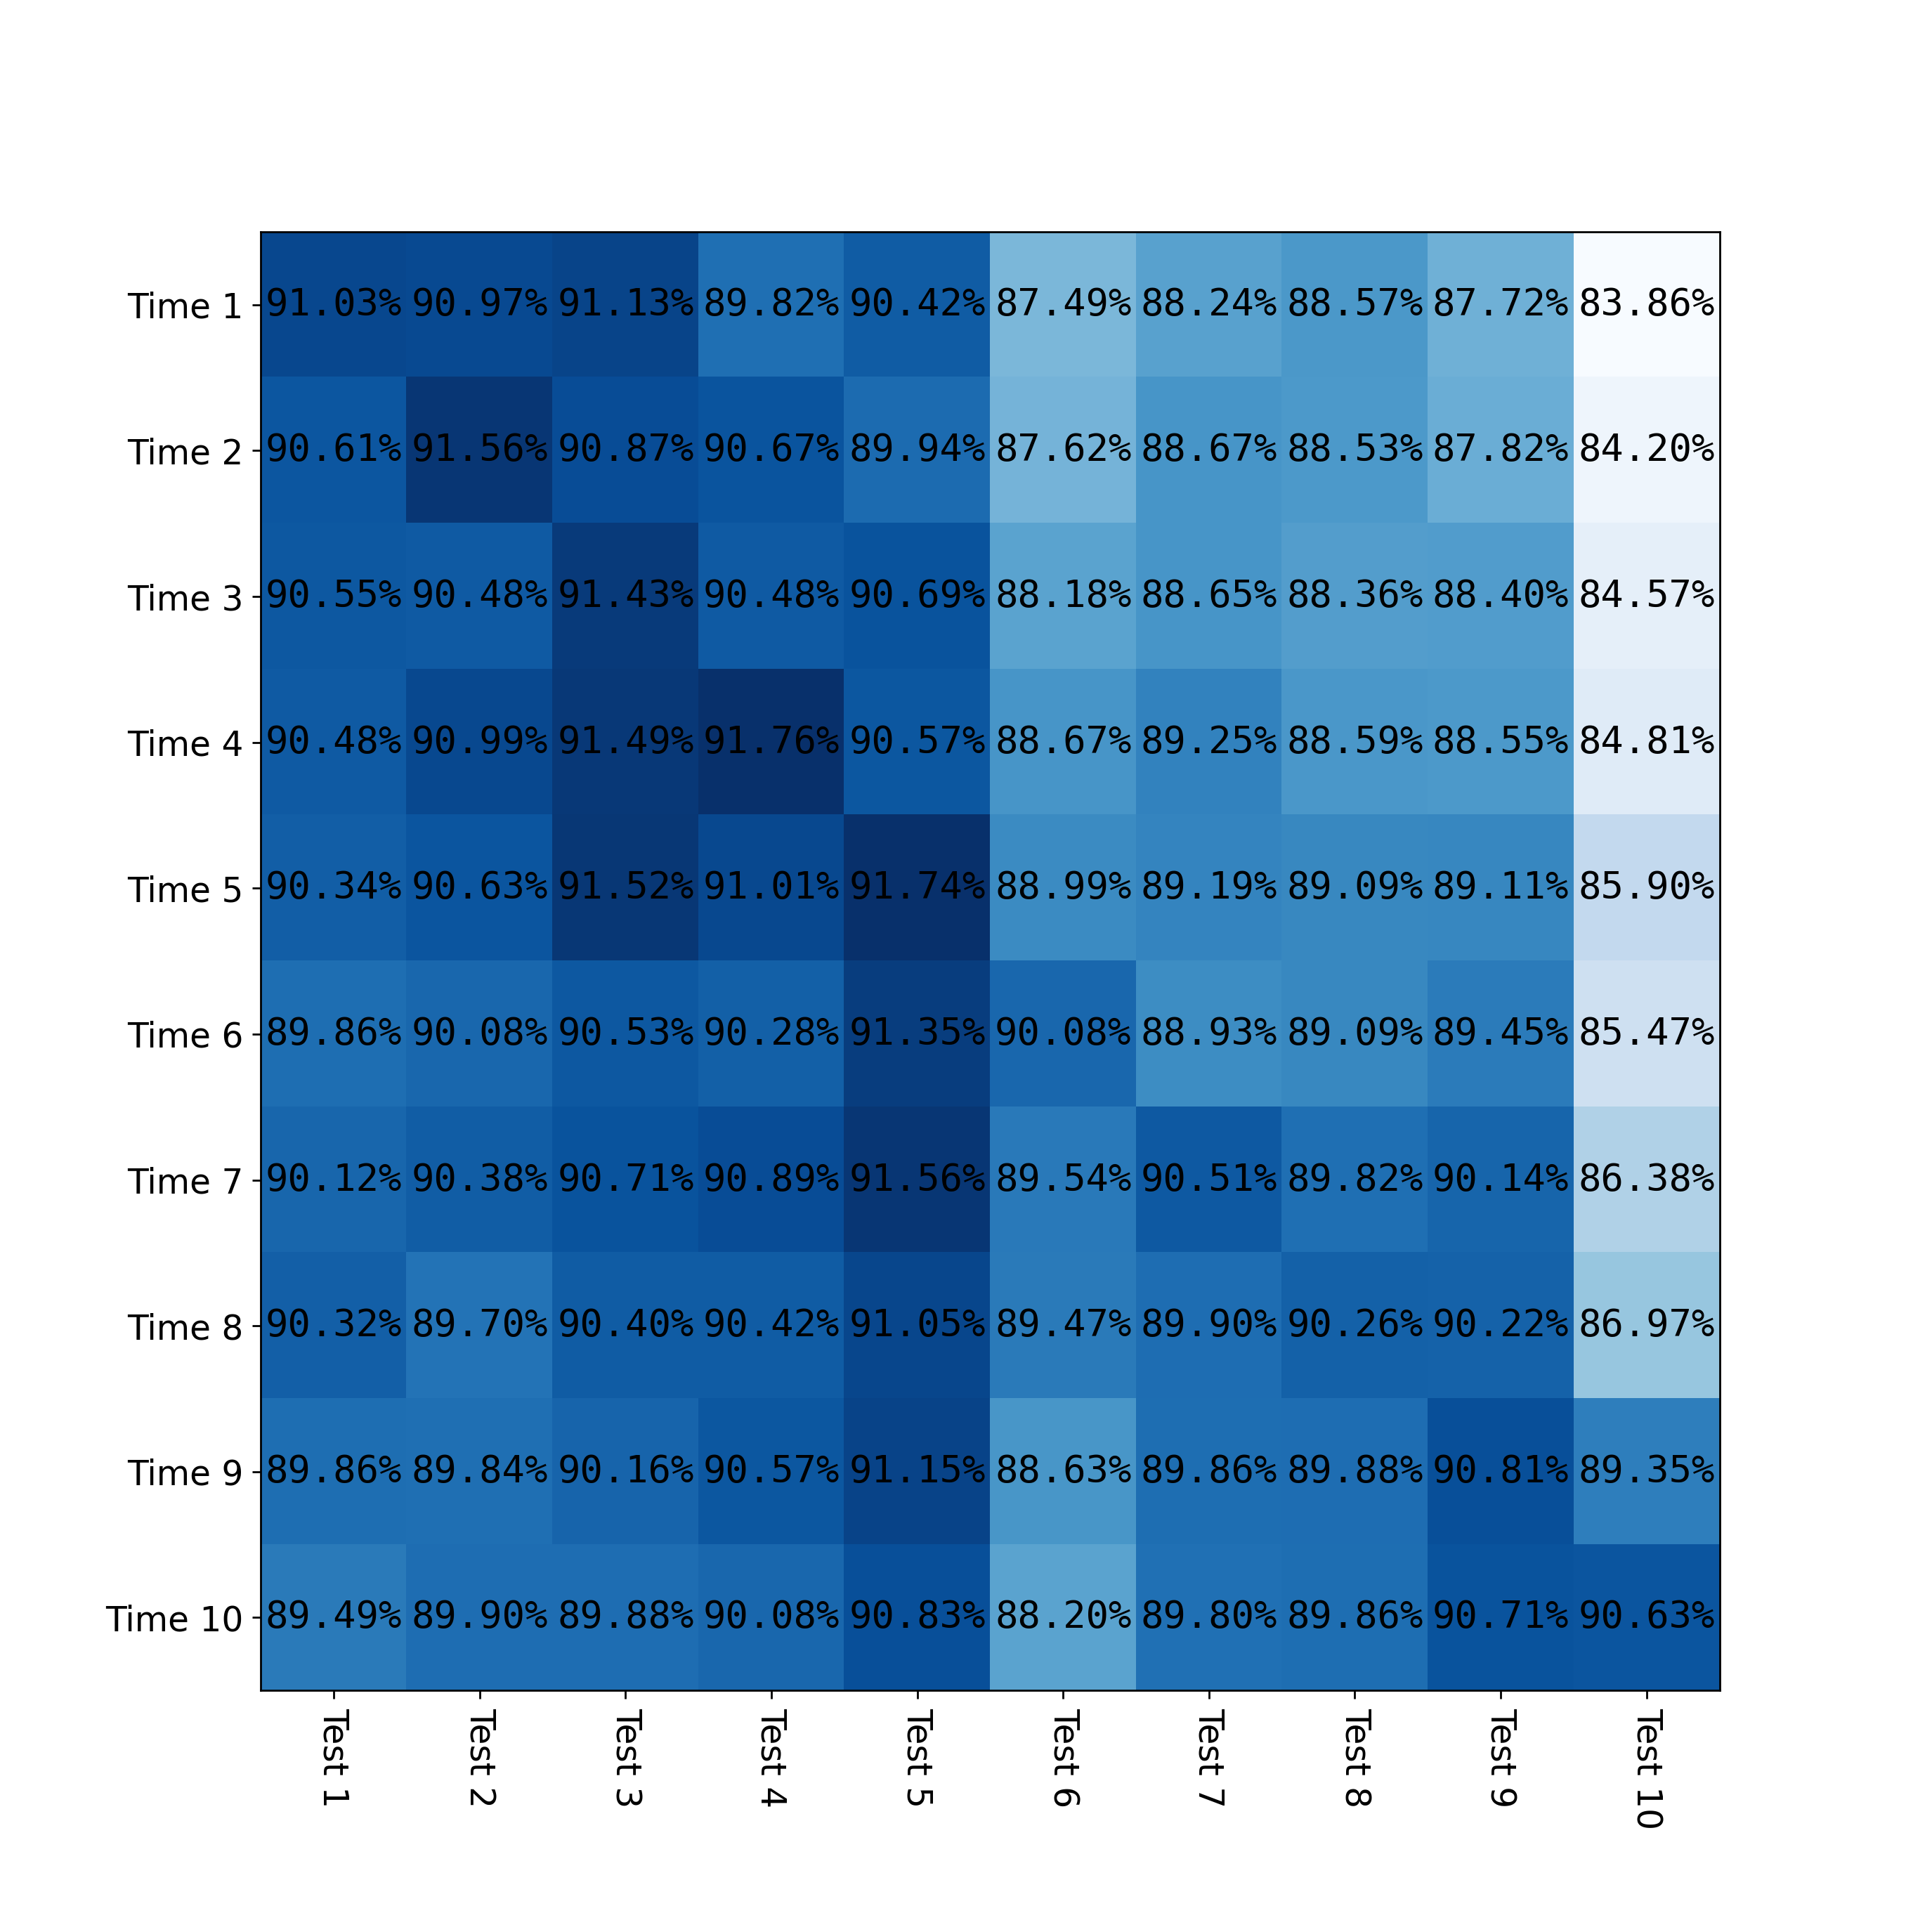 Time 1 91.03% 90.97% 91.13% 89.82% 90.42% 87.49% 88.24% 88.57% 87.72% 83.86%
Time 2 90.61% 91.56% 90.87% 90.67% 89.94% 87.62% 88.67% 88.53% 87.82% 84.20%
Time 3 90.55% 90.48% 91.43% 90.48% 90.69% 88.18% 88.65% 88.36% 88.40% 84.57%
Time 4 90.48% 90.99% 91.49% 91.76% 90.57% 88.67% 89.25% 88.59% 88.55% 84.81%
Time 5 90.34% 90.63% 91.52% 91.01% 91.74% 88.99% 89.19% 89.09% 89.11% 85.90%
Time 6 89.86% 90.08% 90.53% 90.28% 91.35% 90.08% 88.93% 89.09% 89.45% 85.47%
Time 7 90.12% 90.38% 90.71% 90.89% 91.56% 89.54% 90.51% 89.82% 90.14% 86.38%
Time 8 90.32% 89.70% 90.40% 90.42% 91.05% 89.47% 89.90% 90.26% 90.22% 86.97%
Time 9 89.86% 89.84% 90.16% 90.57% 91.15% 88.63% 89.86% 89.88% 90.81% 89.35%
Time 10 89.49% 89.90% 89.88% 90.08% 90.83% 88.20% 89.80% 89.86% 90.71% 90.63%
Test 1 Test 2 Test 3 Test 4 Test 5 Test 6 Test 7 Test 8 Test 9 Test 10